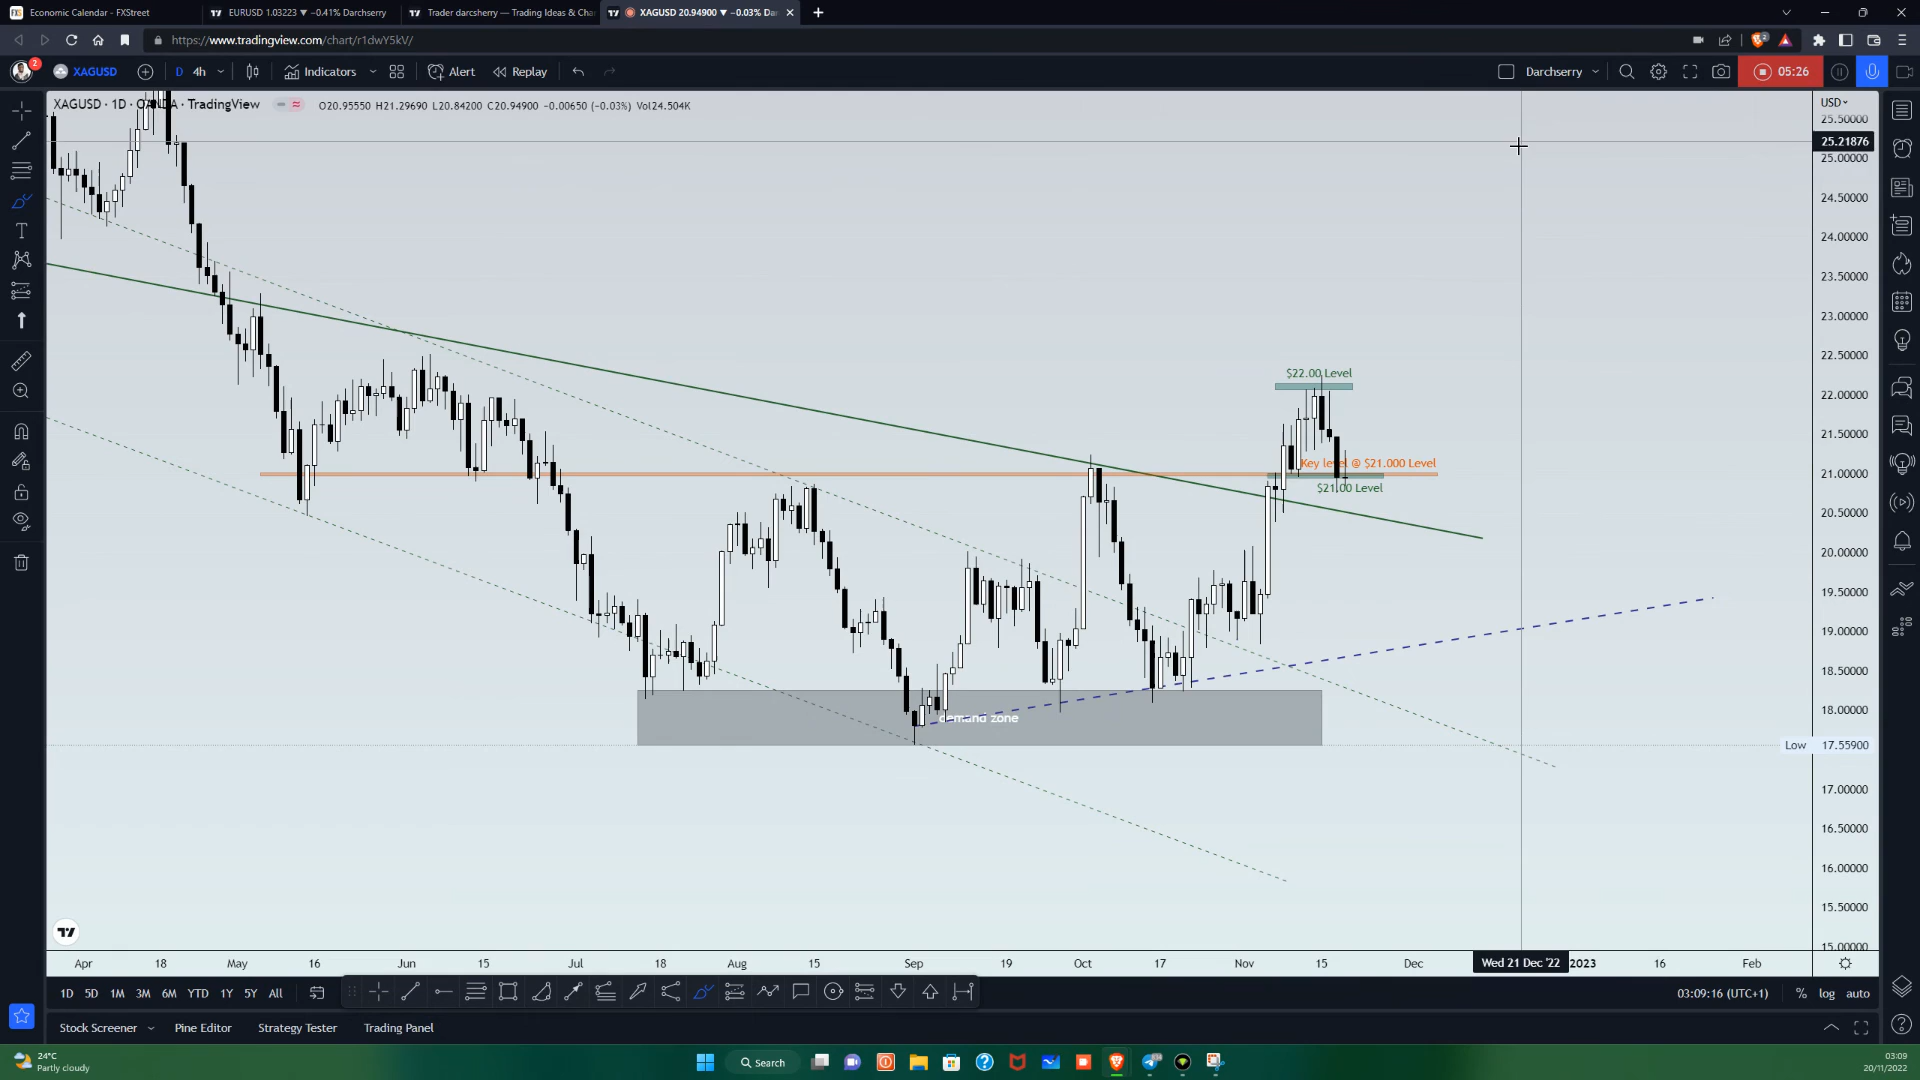 Economic Calendar - FXStreet
EURUSD 1.03223 ▼ −0.41% Darchserry
Trader darcsherry — Trading Ideas & Cha
XAGUSD 20.94900 ▼ −0.03% Da
https://www.tradingview.com/chart/r1dwY5kV/
2
XAGUSD
D
4h
Indicators
Alert
Replay
Darchserry
05:26
XAGUSD · 1D · OANDA · TradingView
O20.95550 H21.29690 L20.84200 C20.94900 −0.00650 (−0.03%) Vol24.504K
USD
25.50000
25.21876
25.00000
24.50000
24.00000
23.50000
23.00000
22.50000
22.00000
21.50000
21.00000
20.50000
20.00000
19.50000
19.00000
18.50000
18.00000
Low 17.55900
17.00000
16.50000
16.00000
15.50000
15.00000
$22.00 Level
Key level @ $21.000 Level
$21.00 Level
demand zone
Apr 18 May 16 Jun 15 Jul 18 Aug 15 Sep 19 Oct 17 Nov 15 Dec Wed 21 Dec '22 2023 16 Feb
1D 5D 1M 3M 6M YTD 1Y 5Y All
03:09:16 (UTC+1) % log auto
Stock Screener Pine Editor Strategy Tester Trading Panel
24°C
Partly cloudy
Search
03:09
20/11/2022